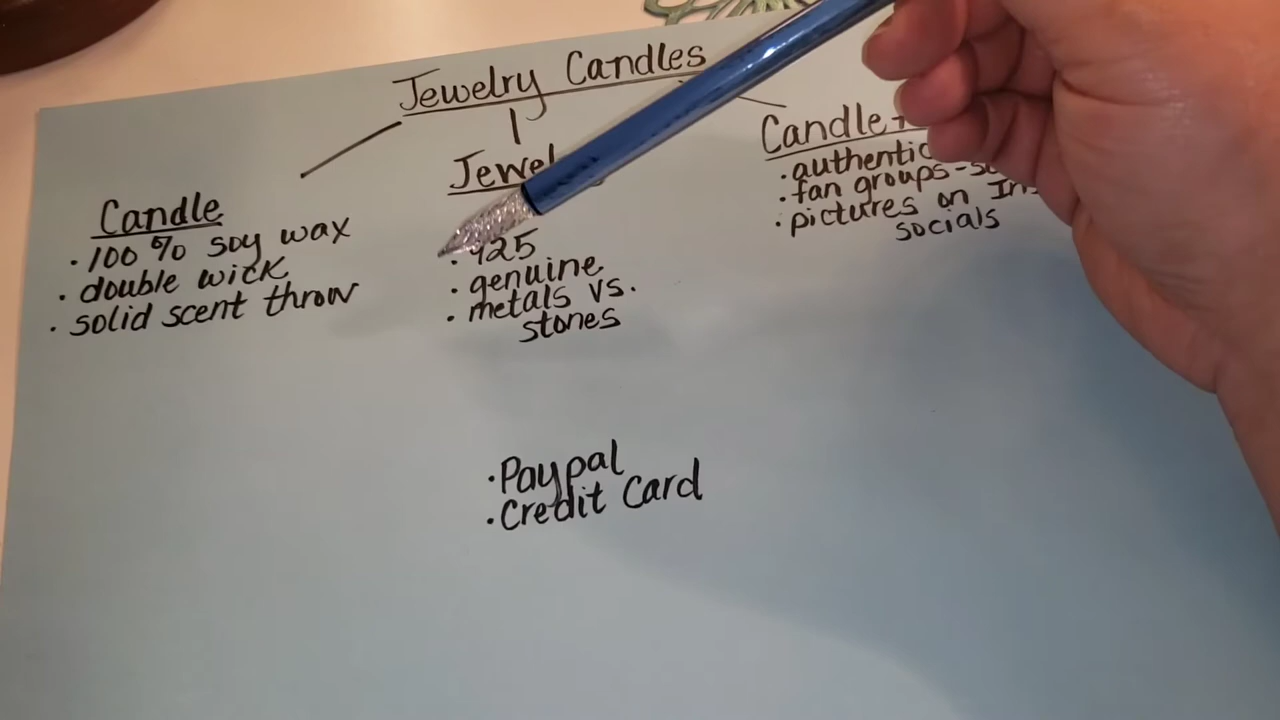 Jewelry Candles
Candle
· 100% soy wax
· double wick
· solid scent throw
· 925
· genuine
· metals vs.
stones
Candle +
· authentic
· fan groups -
· pictures on
socials
· Paypal
· Credit Card